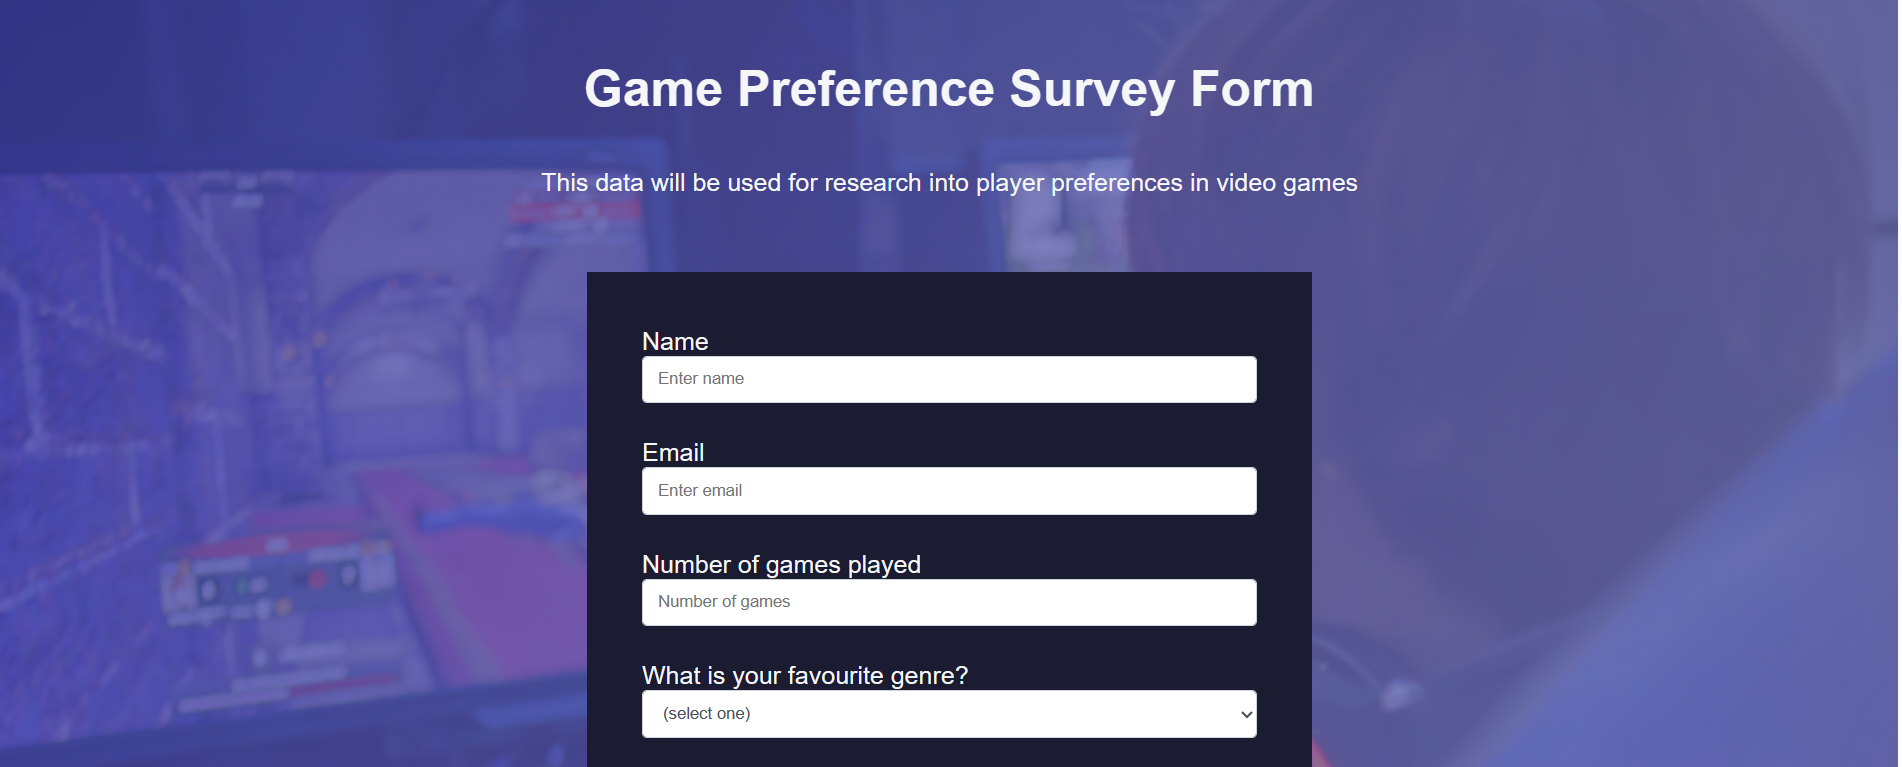 Game Preference Survey Form
This data will be used for research into player preferences in video games
Name
Enter name
Email
Enter email
Number of games played
Number of games
What is your favourite genre?
(select one)